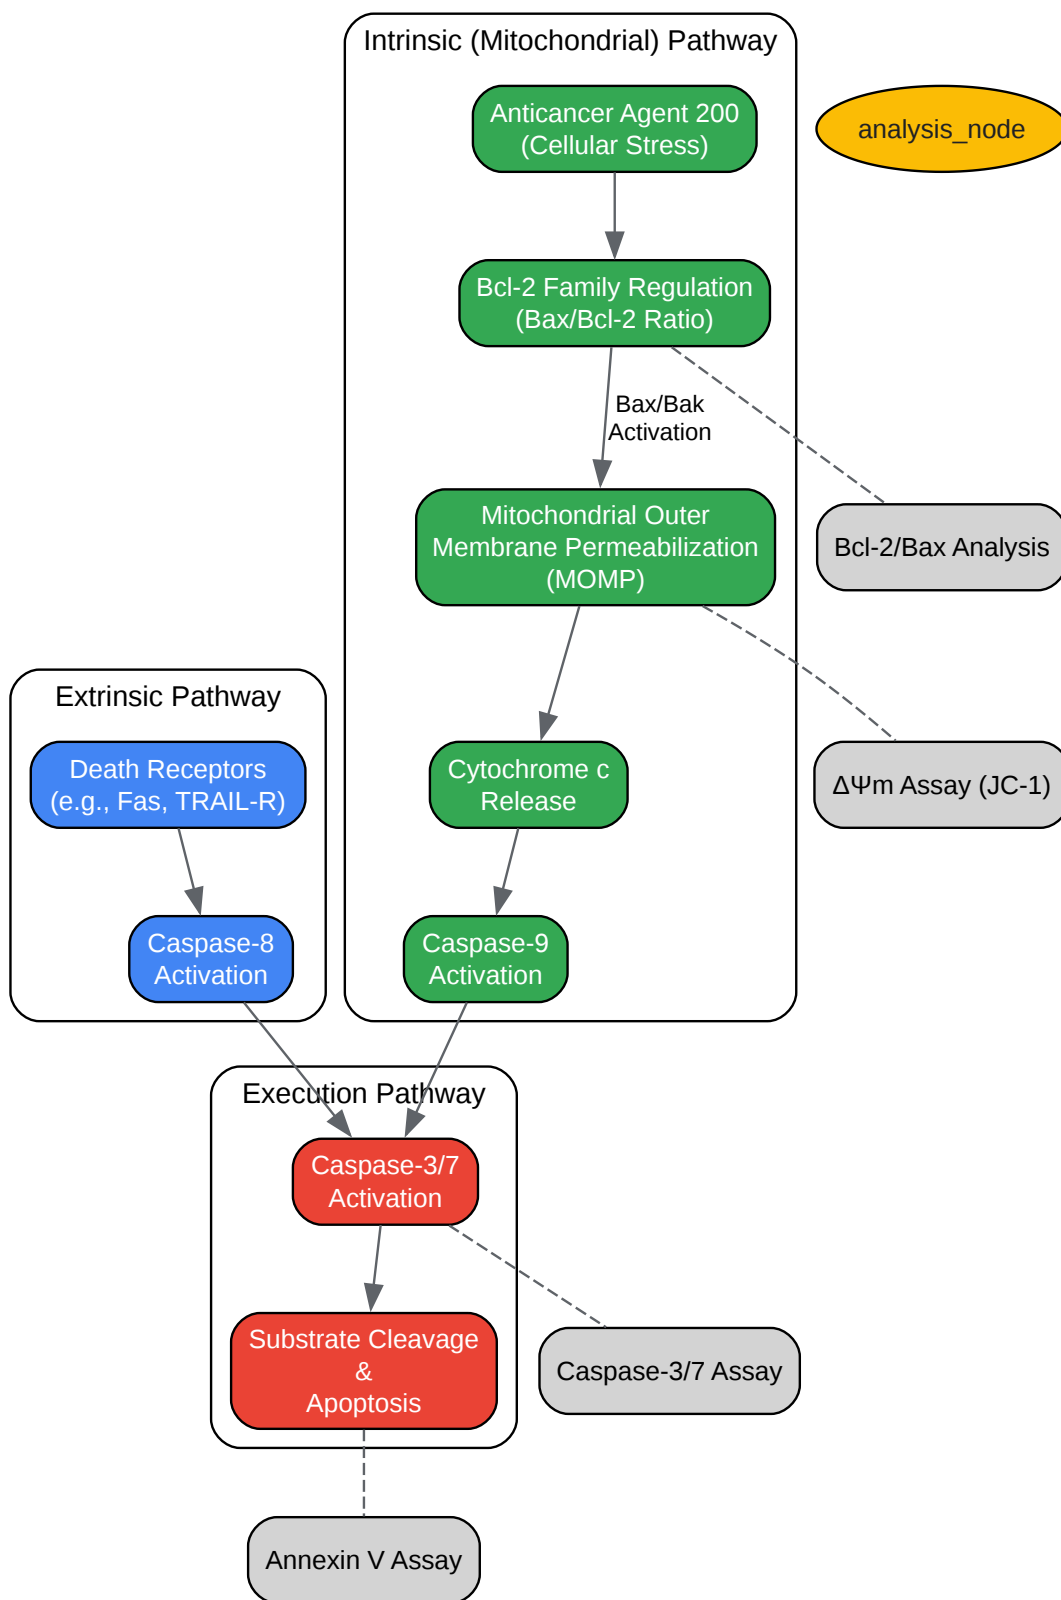 Intrinsic (Mitochondrial) Pathway
Anticancer Agent 200
(Cellular Stress)
analysis_node
Bcl-2 Family Regulation
(Bax/Bcl-2 Ratio)
Bax/Bak
Activation
Mitochondrial Outer
Membrane Permeabilization
(MOMP)
Bcl-2/Bax Analysis
Extrinsic Pathway
Death Receptors
(e.g., Fas, TRAIL-R)
Cytochrome c
Release
ΔΨm Assay (JC-1)
Caspase-8
Activation
Caspase-9
Activation
Execution Pathway
Caspase-3/7
Activation
Substrate Cleavage
&
Apoptosis
Caspase-3/7 Assay
Annexin V Assay